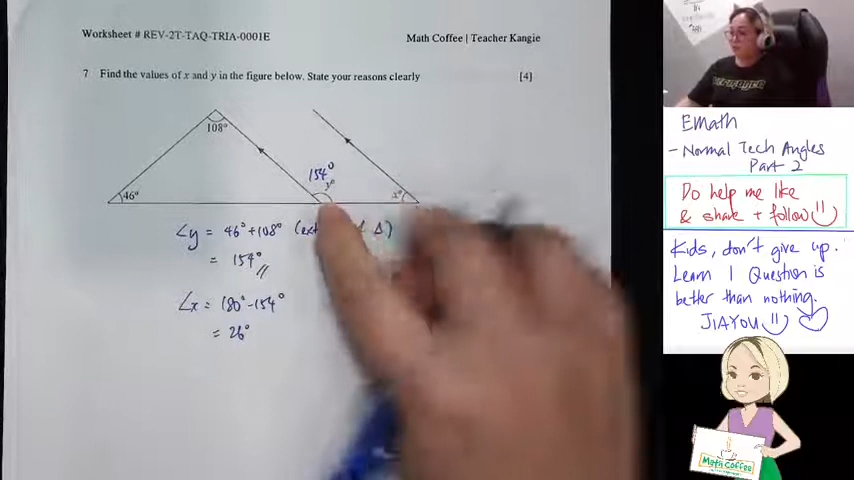 Worksheet # REV-2T-TAQ-TRIA-0001E
Math Coffee | Teacher Kangie
7 Find the values of x and y in the figure below. State your reasons clearly
[4]
108°
154°
y°
46°
x°
∠y = 46° + 108° (ext ∠ Δ)
= 154°
∠x = 180° - 154°
= 26°
EMath
- Normal Tech Angles
Part 2
Do help me like
& share + follow
Kids, don't give up.
Learn 1 Question is
better than nothing.
JIAYOU
Math Coffee